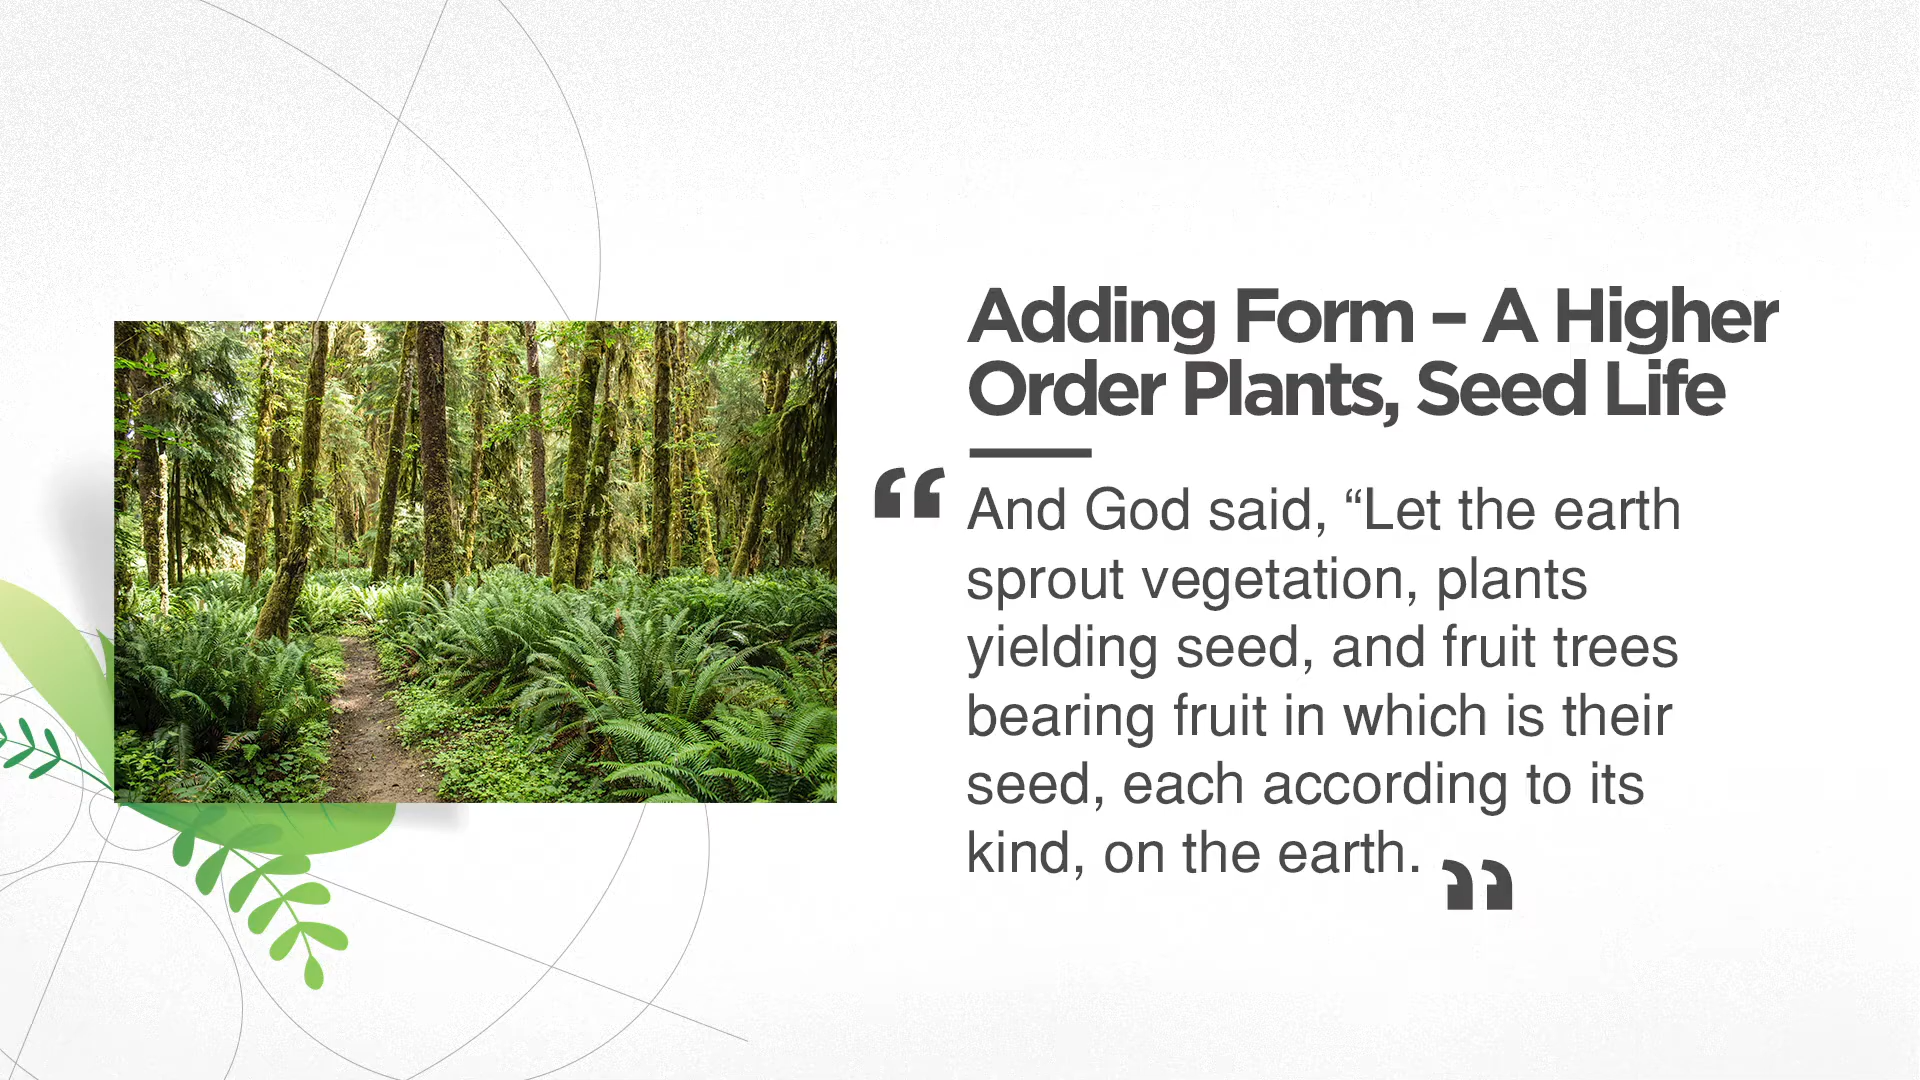 Adding Form – A Higher
Order Plants, Seed Life
“And God said, “Let the earth
sprout vegetation, plants
yielding seed, and fruit trees
bearing fruit in which is their
seed, each according to its
kind, on the earth.”